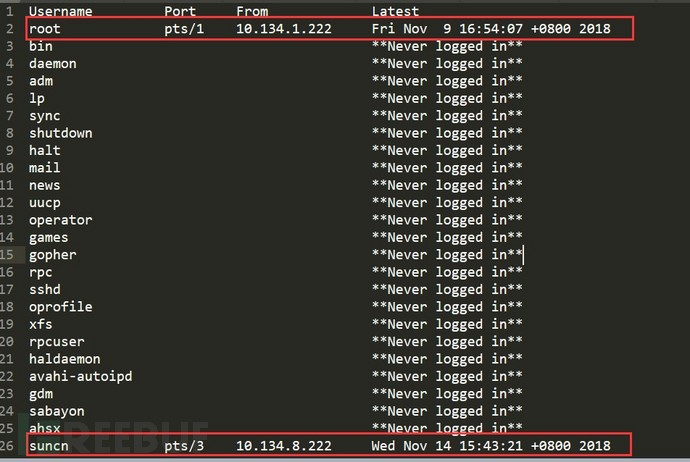 1 Username Port From Latest
2 root pts/1 10.134.1.222 Fri Nov 9 16:54:07 +0800 2018
3 bin **Never logged in**
4 daemon **Never logged in**
5 adm **Never logged in**
6 lp **Never logged in**
7 sync **Never logged in**
8 shutdown **Never logged in**
9 halt **Never logged in**
10 mail **Never logged in**
11 news **Never logged in**
12 uucp **Never logged in**
13 operator **Never logged in**
14 games **Never logged in**
15 gopher **Never logged in**
16 rpc **Never logged in**
17 sshd **Never logged in**
18 oprofile **Never logged in**
19 xfs **Never logged in**
20 rpcuser **Never logged in**
21 haldaemon **Never logged in**
22 avahi-autoipd **Never logged in**
23 gdm **Never logged in**
24 sabayon **Never logged in**
25 ahsx **Never logged in**
26 suncn pts/3 10.134.8.222 Wed Nov 14 15:43:21 +0800 2018
REEBUF